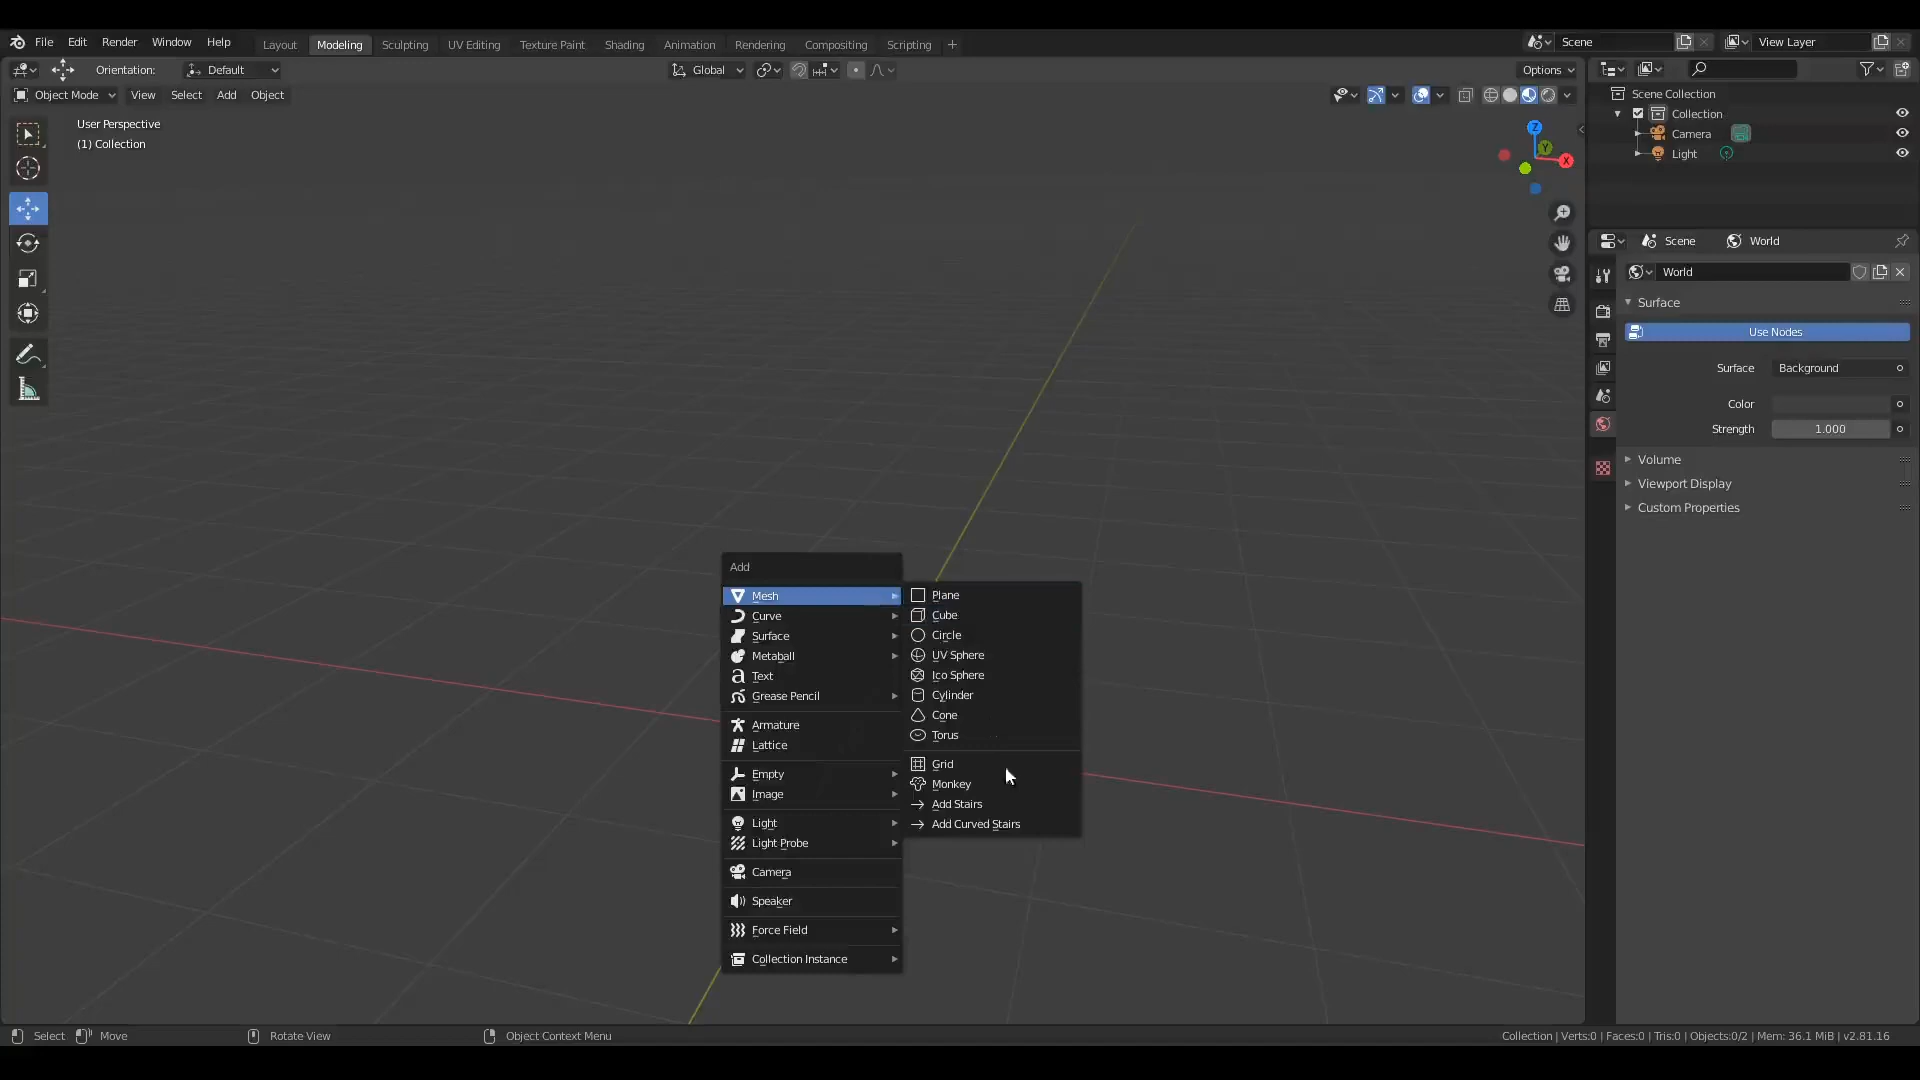 File Edit Render Window Help Layout Modeling Sculpting UV Editing Texture Paint Shading Animation Rendering Compositing Scripting + Scene View Layer
Orientation: Default Global Options
Object Mode View Select Add Object
User Perspective
(1) Collection
Z
Y
X
Scene Collection
Collection
Camera
Light
Scene World
World
Surface
Use Nodes
Surface Background
Color
Strength 1.000
Volume
Viewport Display
Custom Properties
Add
Mesh
Curve
Surface
Metaball
Text
Grease Pencil
Armature
Lattice
Empty
Image
Light
Light Probe
Camera
Speaker
Force Field
Collection Instance
Plane
Cube
Circle
UV Sphere
Ico Sphere
Cylinder
Cone
Torus
Grid
Monkey
Add Stairs
Add Curved Stairs
Select Move Rotate View Object Context Menu Collection | Verts:0 | Faces:0 | Tris:0 | Objects:0/2 | Mem: 36.1 MiB | v2.81.16